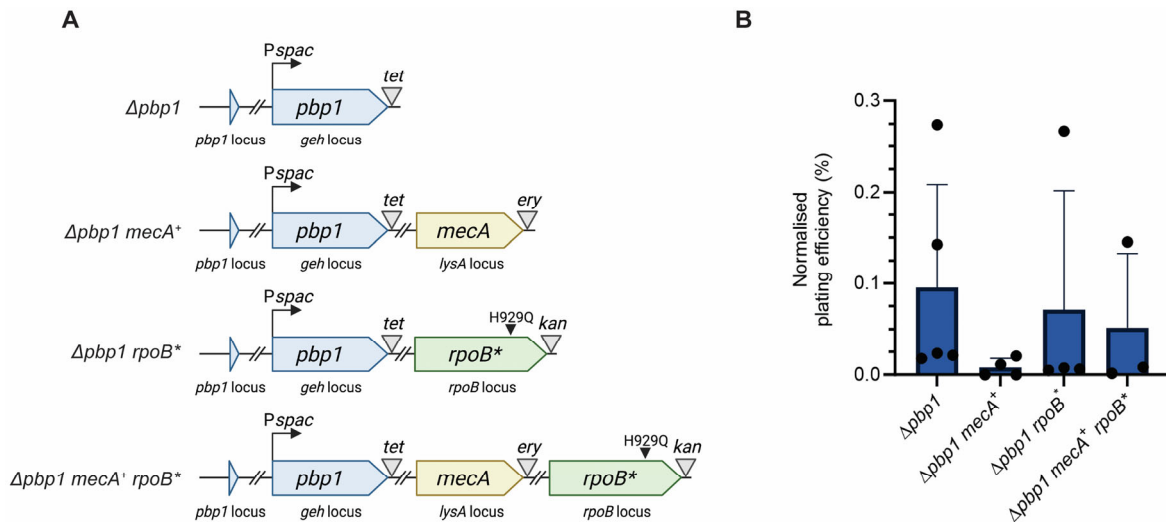 A
Pspac
tet
Δpbp1
pbp1
pbp1 locus
geh locus
Pspac
tet
ery
Δpbp1 mecA⁺
pbp1
mecA
pbp1 locus
geh locus
lysA locus
Pspac
tet
H929Q
kan
Δpbp1 rpoB*
pbp1
rpoB*
pbp1 locus
geh locus
rpoB locus
Pspac
tet
ery
H929Q
kan
Δpbp1 mecA' rpoB*
pbp1
mecA
rpoB*
pbp1 locus
geh locus
lysA locus
rpoB locus
B
Normalised
plating efficiency (%)
0.3
0.2
0.1
0.0
Δpbp1
Δpbp1 mecA⁺
Δpbp1 rpoB*
Δpbp1 mecA⁺ rpoB*